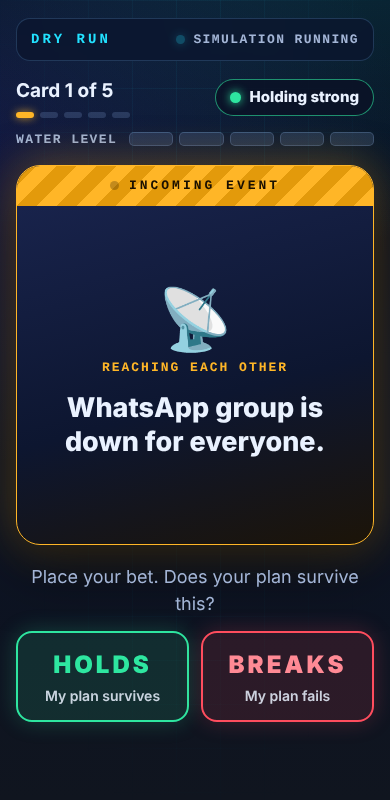 DRY RUN
SIMULATION RUNNING
Card 1 of 5
Holding strong
WATER LEVEL
INCOMING EVENT
REACHING EACH OTHER
WhatsApp group is
down for everyone.
Place your bet. Does your plan survive
this?
HOLDS
My plan survives
BREAKS
My plan fails